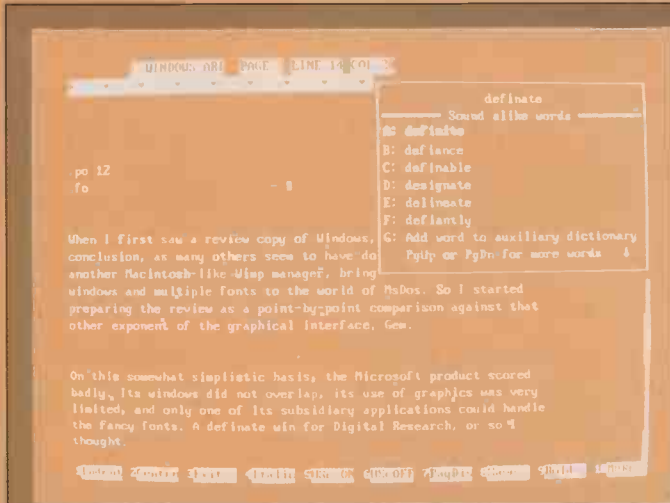 WINDOWS.ART PAGE LINE 14 COL
definate
Sound alike words
A: definite
B: defiance
C: definable
D: designate
E: delineate
F: defiantly
G: Add word to auxiliary dictionary
PgUp or PgDn for more words
.po 12
fo
When I first saw a review copy of Windows,
conclusion, as many others seem to have do
another Macintosh-like Wimp manager, bring
windows and multiple fonts to the world of MsDos. So I started
preparing the review as a point-by-point comparison against that
other exponent of the graphical interface, Gem.
On this somewhat simplistic basis, the Microsoft product scored
badly. Its windows did not overlap, its use of graphics was very
limited, and only one of its subsidiary applications could handle
the fancy fonts. A definate win for Digital Research, or so I
thought.